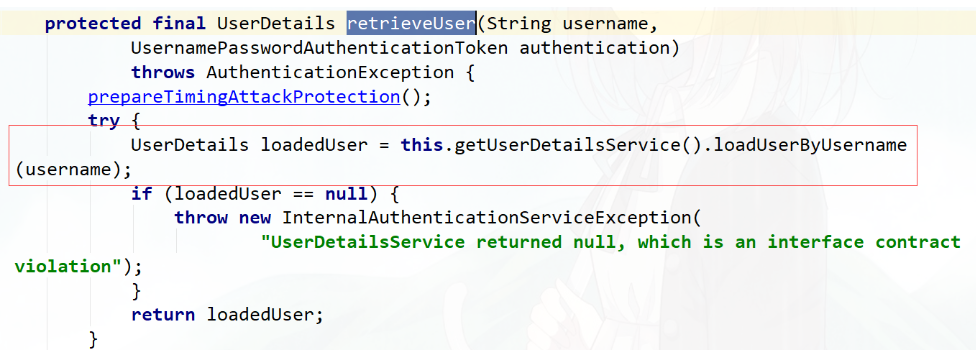 protected final UserDetails retrieveUser(String username,
UsernamePasswordAuthenticationToken authentication)
throws AuthenticationException {
prepareTimingAttackProtection();
try {
UserDetails loadedUser = this.getUserDetailsService().loadUserByUsername
(username);
if (loadedUser == null) {
throw new InternalAuthenticationServiceException(
"UserDetailsService returned null, which is an interface contract
violation");
}
return loadedUser;
}